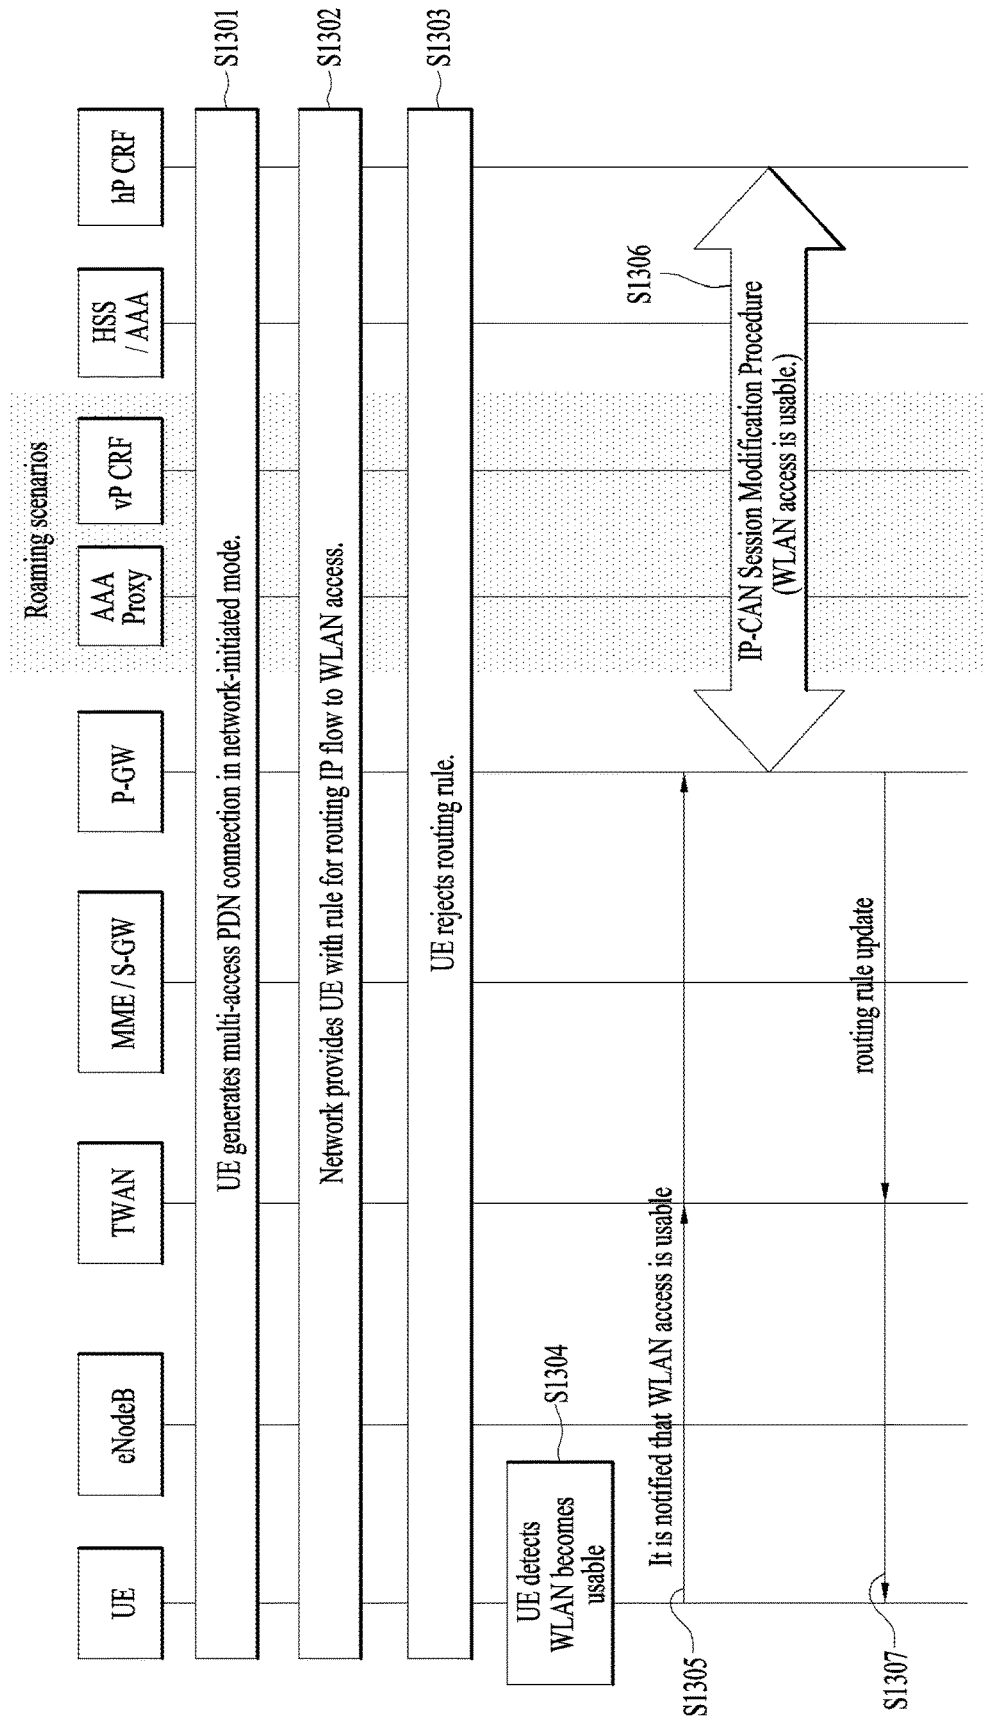 Roaming scenarios
UE
eNodeB
TWAN
MME / S-GW
P-GW
AAA
Proxy
vP CRF
HSS
/ AAA
hP CRF
UE generates multi-access PDN connection in network-initiated mode.
S1301
Network provides UE with rule for routing IP flow to WLAN access.
S1302
UE rejects routing rule.
S1303
UE detects
WLAN becomes
usable
S1304
It is notified that WLAN access is usable
S1305
S1306
IP-CAN Session Modification Procedure
(WLAN access is usable.)
routing rule update
S1307